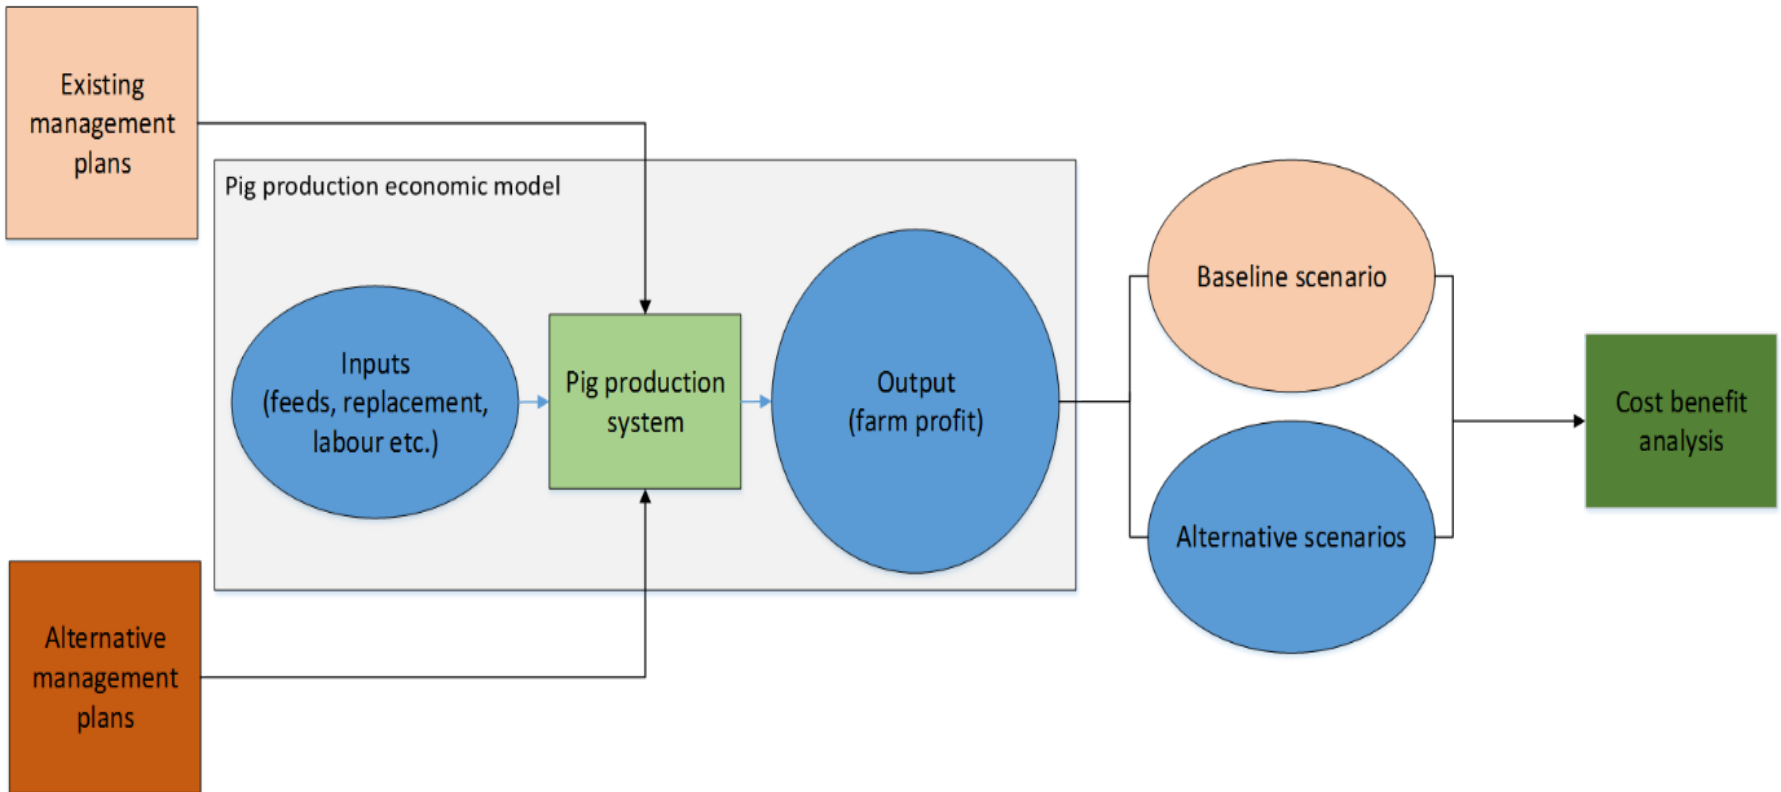 Existing
management
plans
Pig production economic model
Inputs
(feeds, replacement,
labour etc.)
Pig production
system
Output
(farm profit)
Baseline scenario
Alternative scenarios
Cost benefit
analysis
Alternative
management
plans